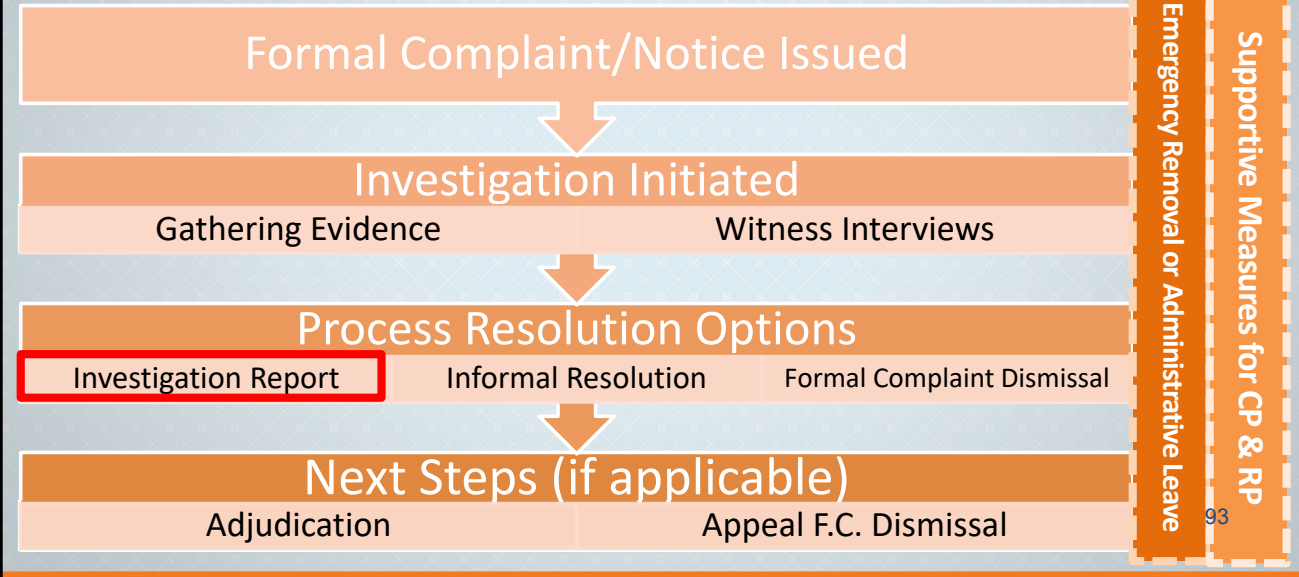 Formal Complaint/Notice Issued
Investigation Initiated
Gathering Evidence
Witness Interviews
Process Resolution Options
Investigation Report
Informal Resolution
Formal Complaint Dismissal
Next Steps (if applicable)
Adjudication
Appeal F.C. Dismissal
Emergency Removal or Administrative Leave
Supportive Measures for CP & RP
93